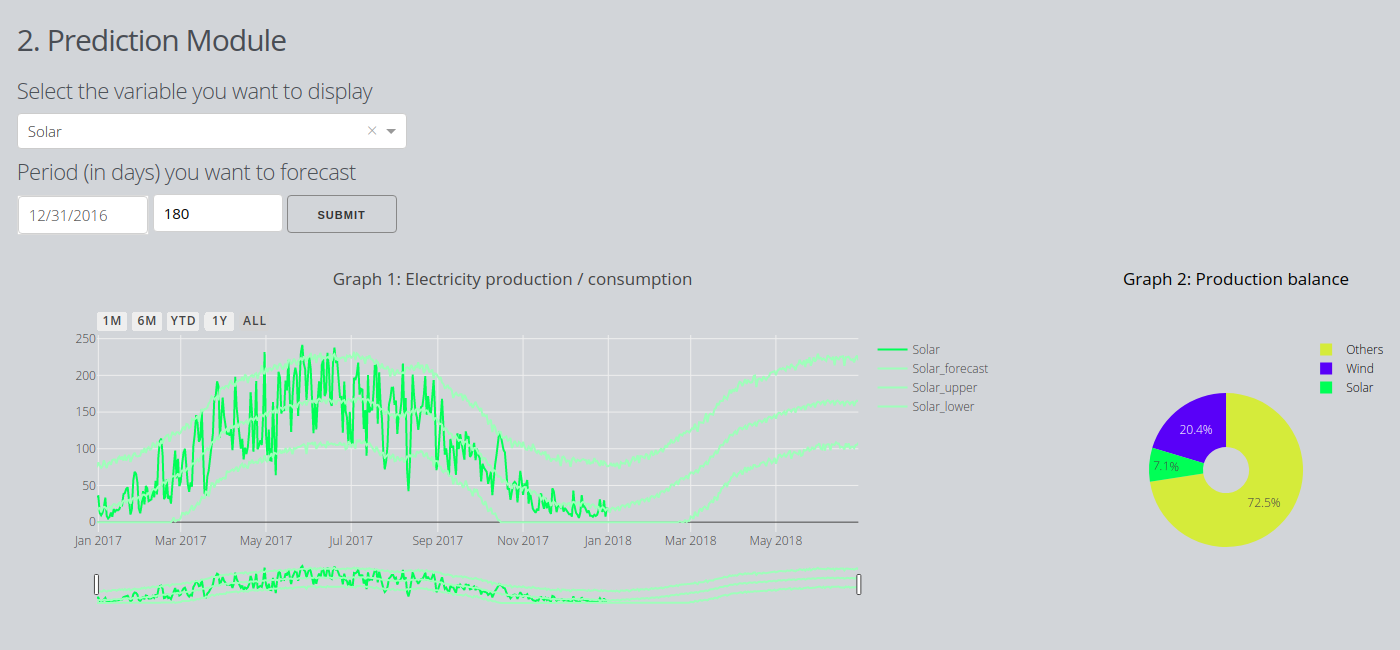 2. Prediction Module
Select the variable you want to display
Solar ×
Period (in days) you want to forecast
12/31/2016 180 SUBMIT
Graph 1: Electricity production / consumption
1M 6M YTD 1Y ALL
250
200
150
100
50
0
Jan 2017 Mar 2017 May 2017 Jul 2017 Sep 2017 Nov 2017 Jan 2018 Mar 2018 May 2018
Solar
Solar_forecast
Solar_upper
Solar_lower
Graph 2: Production balance
Others
Wind
Solar
20.4%
7.1%
72.5%